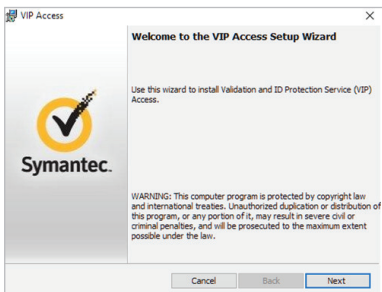 VIP Access
Welcome to the VIP Access Setup Wizard
Use this wizard to install Validation and ID Protection Service (VIP)
Access.
Symantec.
WARNING: This computer program is protected by copyright law
and international treaties. Unauthorized duplication or distribution of
this program, or any portion of it, may result in severe civil or
criminal penalties, and will be prosecuted to the maximum extent
possible under the law.
Cancel Back Next